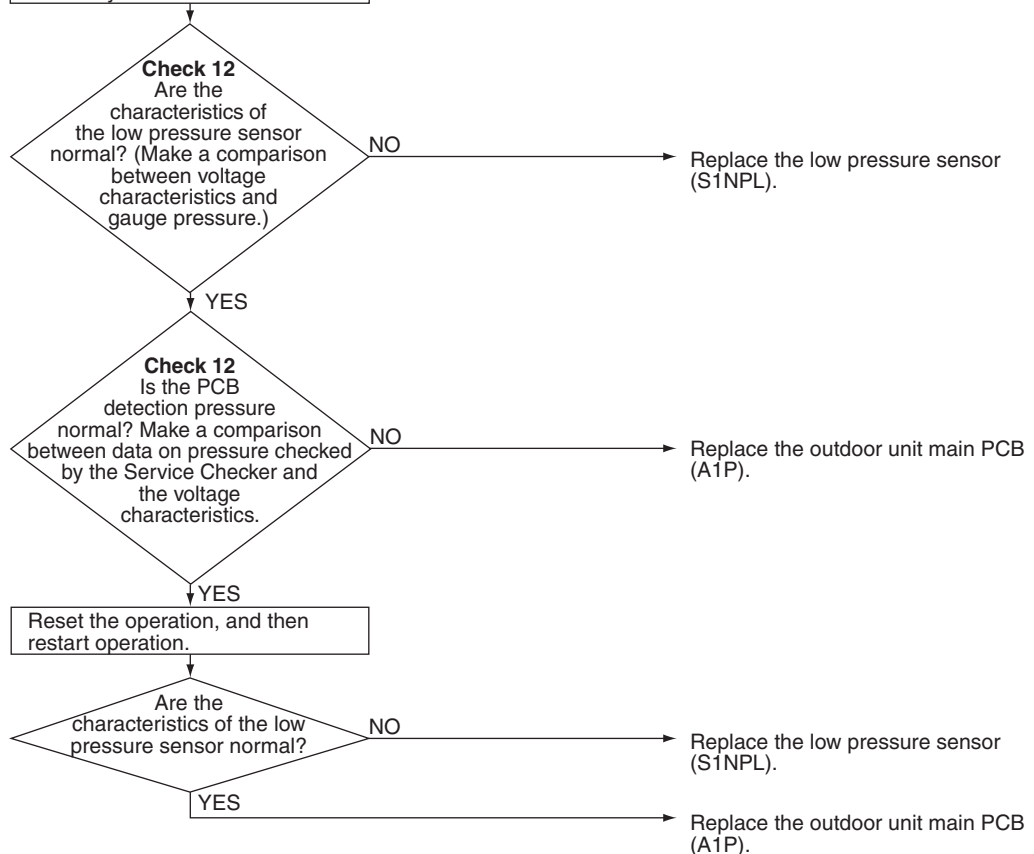 Check 12
Are the
characteristics of
the low pressure sensor
normal? (Make a comparison
between voltage
characteristics and
gauge pressure.)
NO
Replace the low pressure sensor
(S1NPL).
YES
Check 12
Is the PCB
detection pressure
normal? Make a comparison
between data on pressure checked
by the Service Checker and
the voltage
characteristics.
NO
Replace the outdoor unit main PCB
(A1P).
YES
Reset the operation, and then
restart operation.
Are the
characteristics of the low
pressure sensor normal?
NO
Replace the low pressure sensor
(S1NPL).
YES
Replace the outdoor unit main PCB
(A1P).